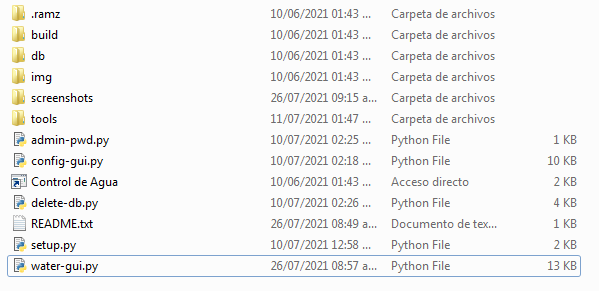 .ramz 10/06/2021 01:43 ... Carpeta de archivos
build 10/06/2021 01:43 ... Carpeta de archivos
db 10/06/2021 01:43 ... Carpeta de archivos
img 10/06/2021 01:43 ... Carpeta de archivos
screenshots 26/07/2021 09:15 a... Carpeta de archivos
tools 11/07/2021 01:47 ... Carpeta de archivos
admin-pwd.py 10/07/2021 02:25 ... Python File 1 KB
config-gui.py 10/07/2021 02:18 ... Python File 10 KB
Control de Agua 10/06/2021 01:43 ... Acceso directo 2 KB
delete-db.py 10/07/2021 02:26 ... Python File 4 KB
README.txt 26/07/2021 08:49 a... Documento de tex... 2 KB
setup.py 10/07/2021 12:58 ... Python File 2 KB
water-gui.py 26/07/2021 08:57 a... Python File 13 KB